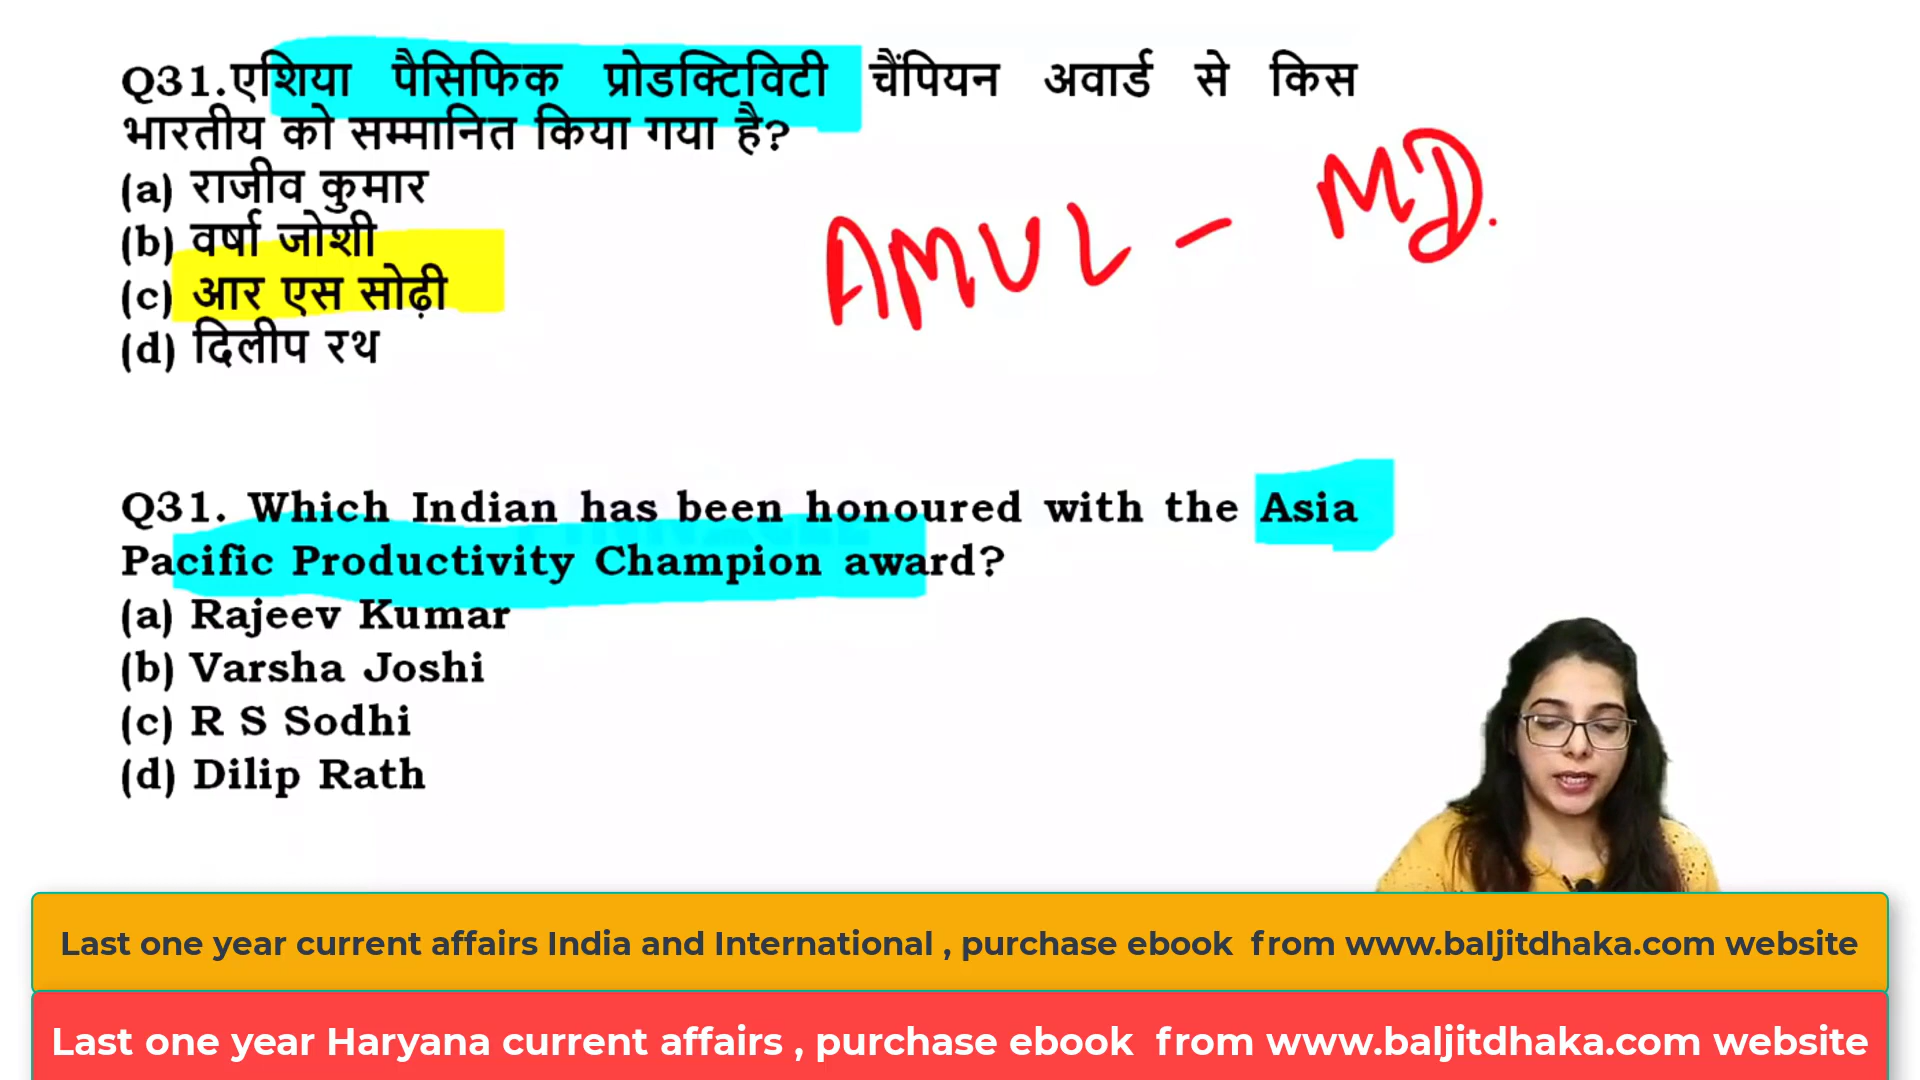 Q31.एशिया पैसिफिक प्रोडक्टिविटी चैंपियन अवार्ड से किस
भारतीय को सम्मानित किया गया है?
(a) राजीव कुमार
(b) वर्षा जोशी
(c) आर एस सोढ़ी
(d) दिलीप रथ
AMUL - MD.
Q31. Which Indian has been honoured with the Asia
Pacific Productivity Champion award?
(a) Rajeev Kumar
(b) Varsha Joshi
(c) R S Sodhi
(d) Dilip Rath
Last one year current affairs India and International , purchase ebook from www.baljitdhaka.com website
Last one year Haryana current affairs , purchase ebook from www.baljitdhaka.com website